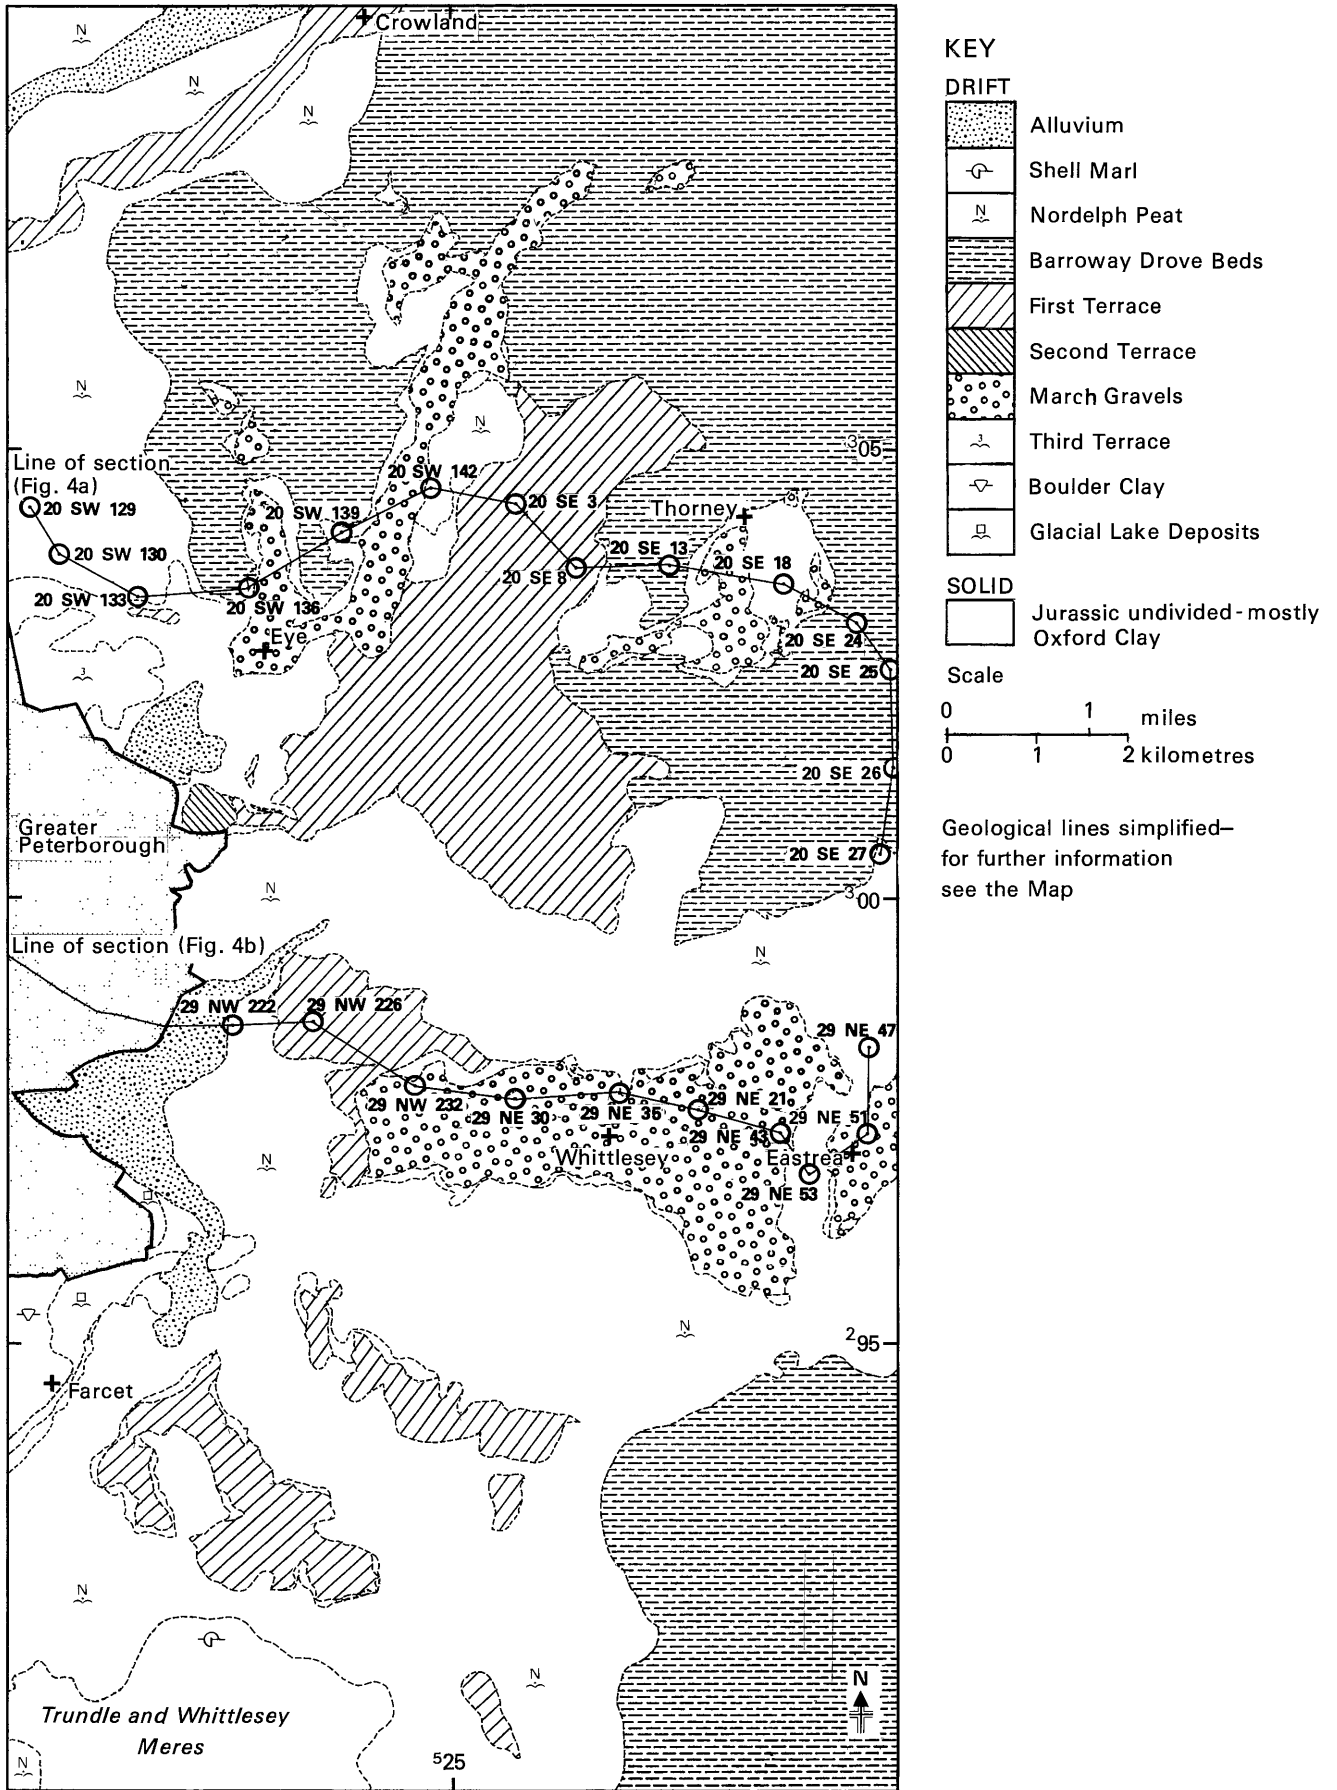 Crowland
N
N
N
N
N
305
Line of section
(Fig. 4a)
20 SW 129
20 SW 142
20 SW 139
20 SE 3
Thorney
20 SW 130
20 SE 13
20 SE 18
20 SE 8
20 SW 133
20 SW 136
Eye
20 SE 24
20 SE 25
3
20 SE 26
Greater
Peterborough
20 SE 27
N
300
Line of section (Fig. 4b)
N
29 NW 222
29 NW 226
29 NE 47
29 NW 232
29 NE 30
29 NE 35
29 NE 21
29 NE 51
29 NE 43
Whittlesey
Eastrea
N
29 NE 53
N
295
Farcet
N
N
Trundle and Whittlesey
Meres
N
N
525
KEY
DRIFT
Alluvium
Shell Marl
N
Nordelph Peat
Barroway Drove Beds
First Terrace
Second Terrace
March Gravels
3
Third Terrace
Boulder Clay
Glacial Lake Deposits
SOLID
Jurassic undivided-mostly
Oxford Clay
Scale
0 1 miles
0 1 2 kilometres
Geological lines simplified–
for further information
see the Map